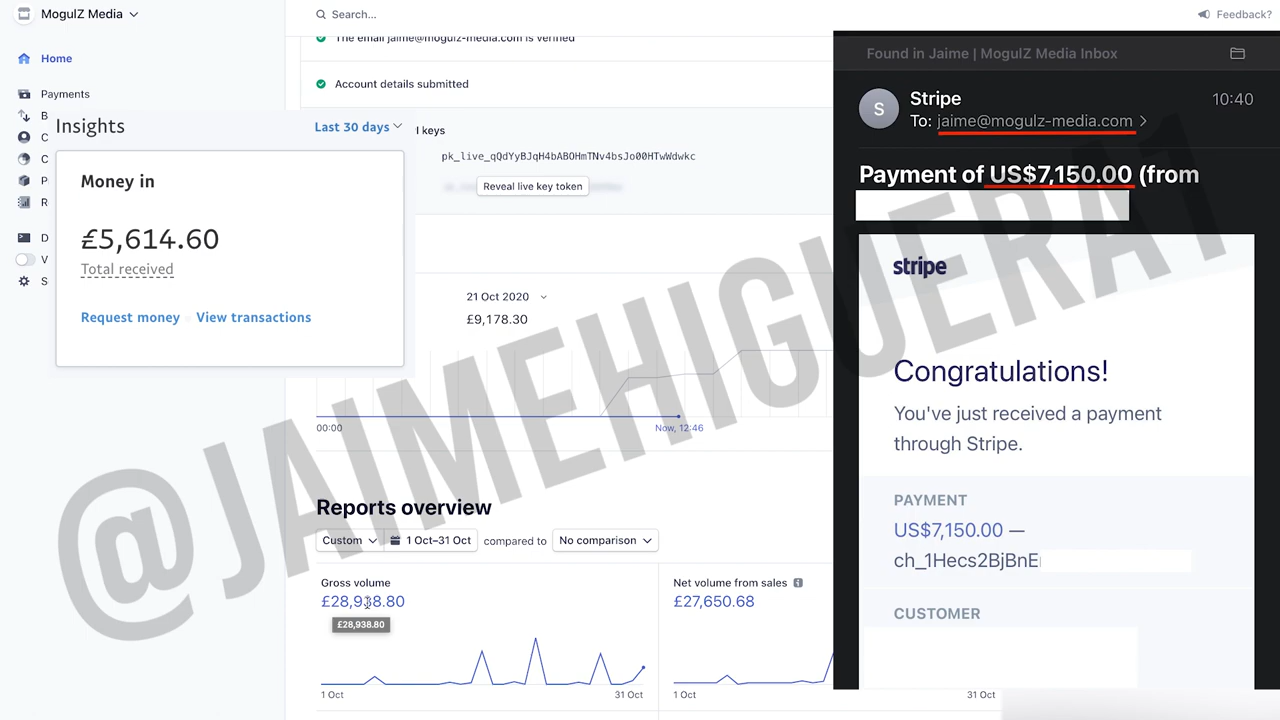 MogulZ Media
Search...
Feedback?
Home
Payments
B
C
C
P
R
D
V
S
Insights
Last 30 days
Money in
£5,614.60
Total received
Request money
View transactions
The email jaime@mogulz-media.com is verified
Account details submitted
l keys
pk_live_qQdYyBJqH4bABOHmTNv4bsJo00HTwWdwkc
Reveal live key token
21 Oct 2020
£9,178.30
00:00
Now, 12:46
Reports overview
Custom
1 Oct–31 Oct
compared to
No comparison
Gross volume
£28,938.80
£28,938.80
1 Oct
31 Oct
Net volume from sales
£27,650.68
1 Oct
31 Oct
Found in Jaime | MogulZ Media Inbox
S
Stripe
10:40
To: jaime@mogulz-media.com
Payment of US$7,150.00 (from
stripe
Congratulations!
You've just received a payment
through Stripe.
PAYMENT
US$7,150.00 —
ch_1Hecs2BjBnE
CUSTOMER
@JAIMEHIGUERA1